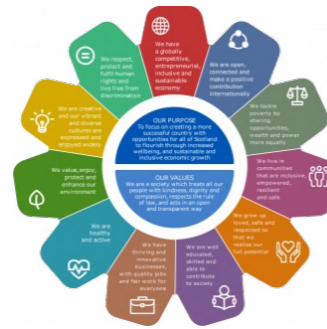 We have
a globally
competitive,
entrepreneurial,
inclusive and
sustainable
economy
We are open,
connected and
make a positive
contribution
internationally
We tackle
poverty by
sharing
opportunities,
wealth and
power more
equally
We live in
communities
that are inclusive,
empowered,
resilient and
safe
We grow up
loved, safe and
respected so
that we
realise our
full potential
We are well
educated,
skilled and
able to
contribute
to society
We have
thriving and
innovative
businesses,
with quality jobs
and fair work for
everyone
We are
healthy
and active
We value, enjoy,
protect and
enhance our
environment
We are creative
and our vibrant
and diverse
cultures are
expressed and
enjoyed widely
We respect,
protect and
fulfil human
rights and
live free from
discrimination
OUR PURPOSE
To focus on creating a more
successful country with
opportunities for all of Scotland
to flourish through increased
wellbeing, and sustainable and
inclusive economic growth
OUR VALUES
We are a society which treats all our
people with kindness, dignity and
compassion, respects the rule
of law, and acts in an open
and transparent way